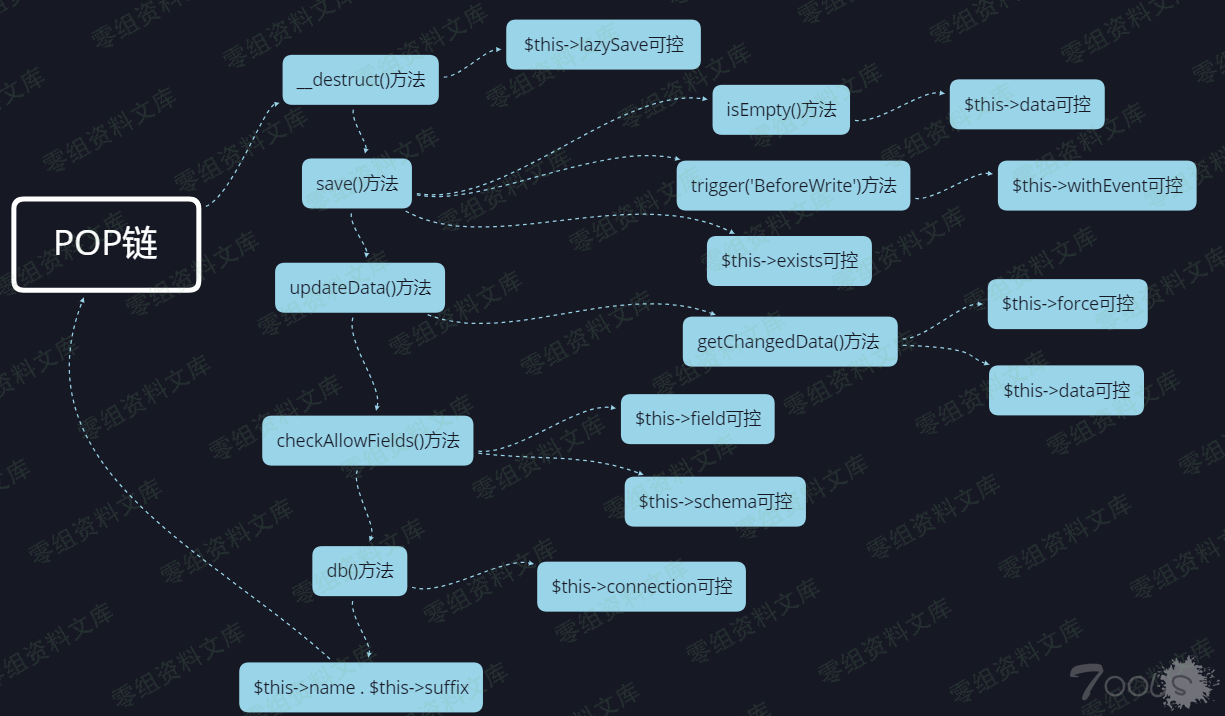 POP链
__destruct()方法
$this->lazySave可控
save()方法
isEmpty()方法
$this->data可控
trigger('BeforeWrite')方法
$this->withEvent可控
$this->exists可控
updateData()方法
getChangedData()方法
$this->force可控
$this->data可控
checkAllowFields()方法
$this->field可控
$this->schema可控
db()方法
$this->connection可控
$this->name . $this->suffix
零组资料文库
7ools